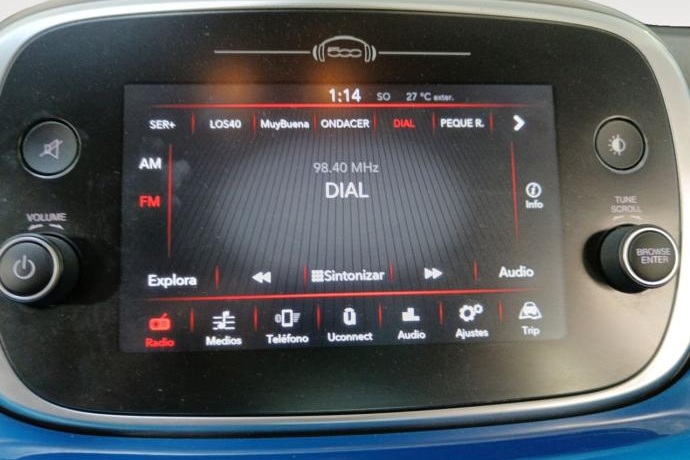 500
1:14 SO 27 °C exter.
SER+ LOS40 MuyBuena ONDACER DIAL PEQUE R.
AM
98.40 MHz
DIAL
FM
Info
VOLUME
TUNE
SCROLL
BROWSE
ENTER
Explora Sintonizar Audio
Radio Medios Teléfono Uconnect Audio Ajustes Trip